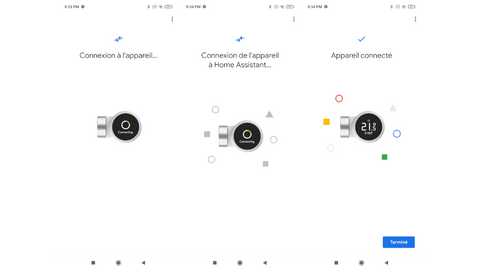 9:33 PM
Connexion à l'appareil...
Connecting
9:34 PM
Connexion de l'appareil
à Home Assistant...
Connecting
9:34 PM
Appareil connecté
21.5
Terminé